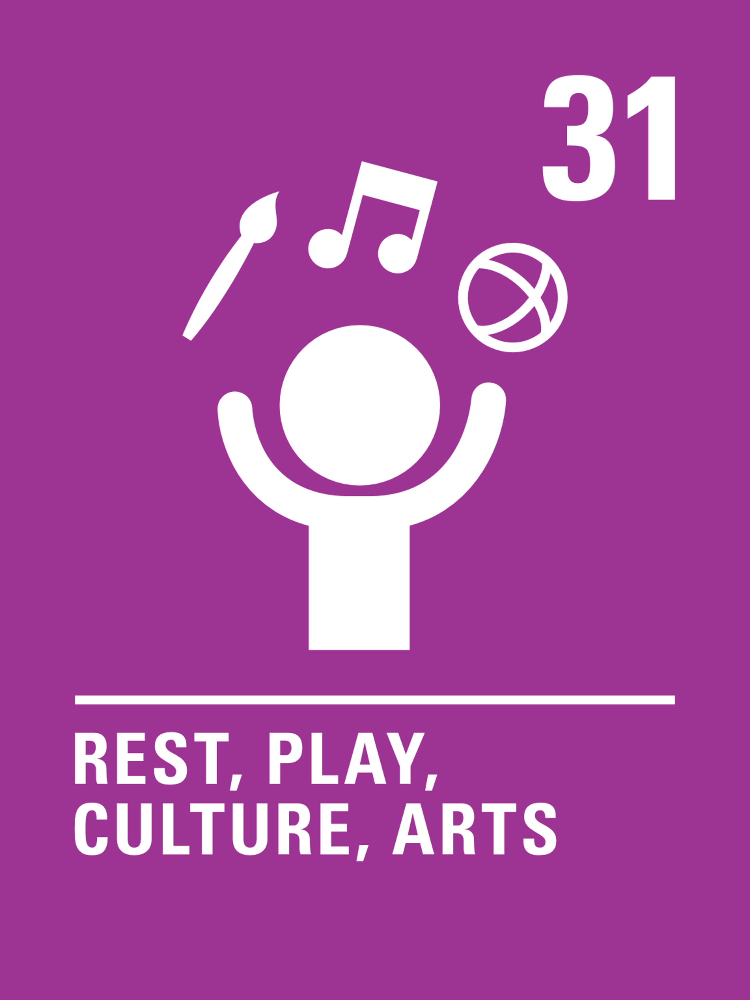 31
REST, PLAY,
CULTURE, ARTS